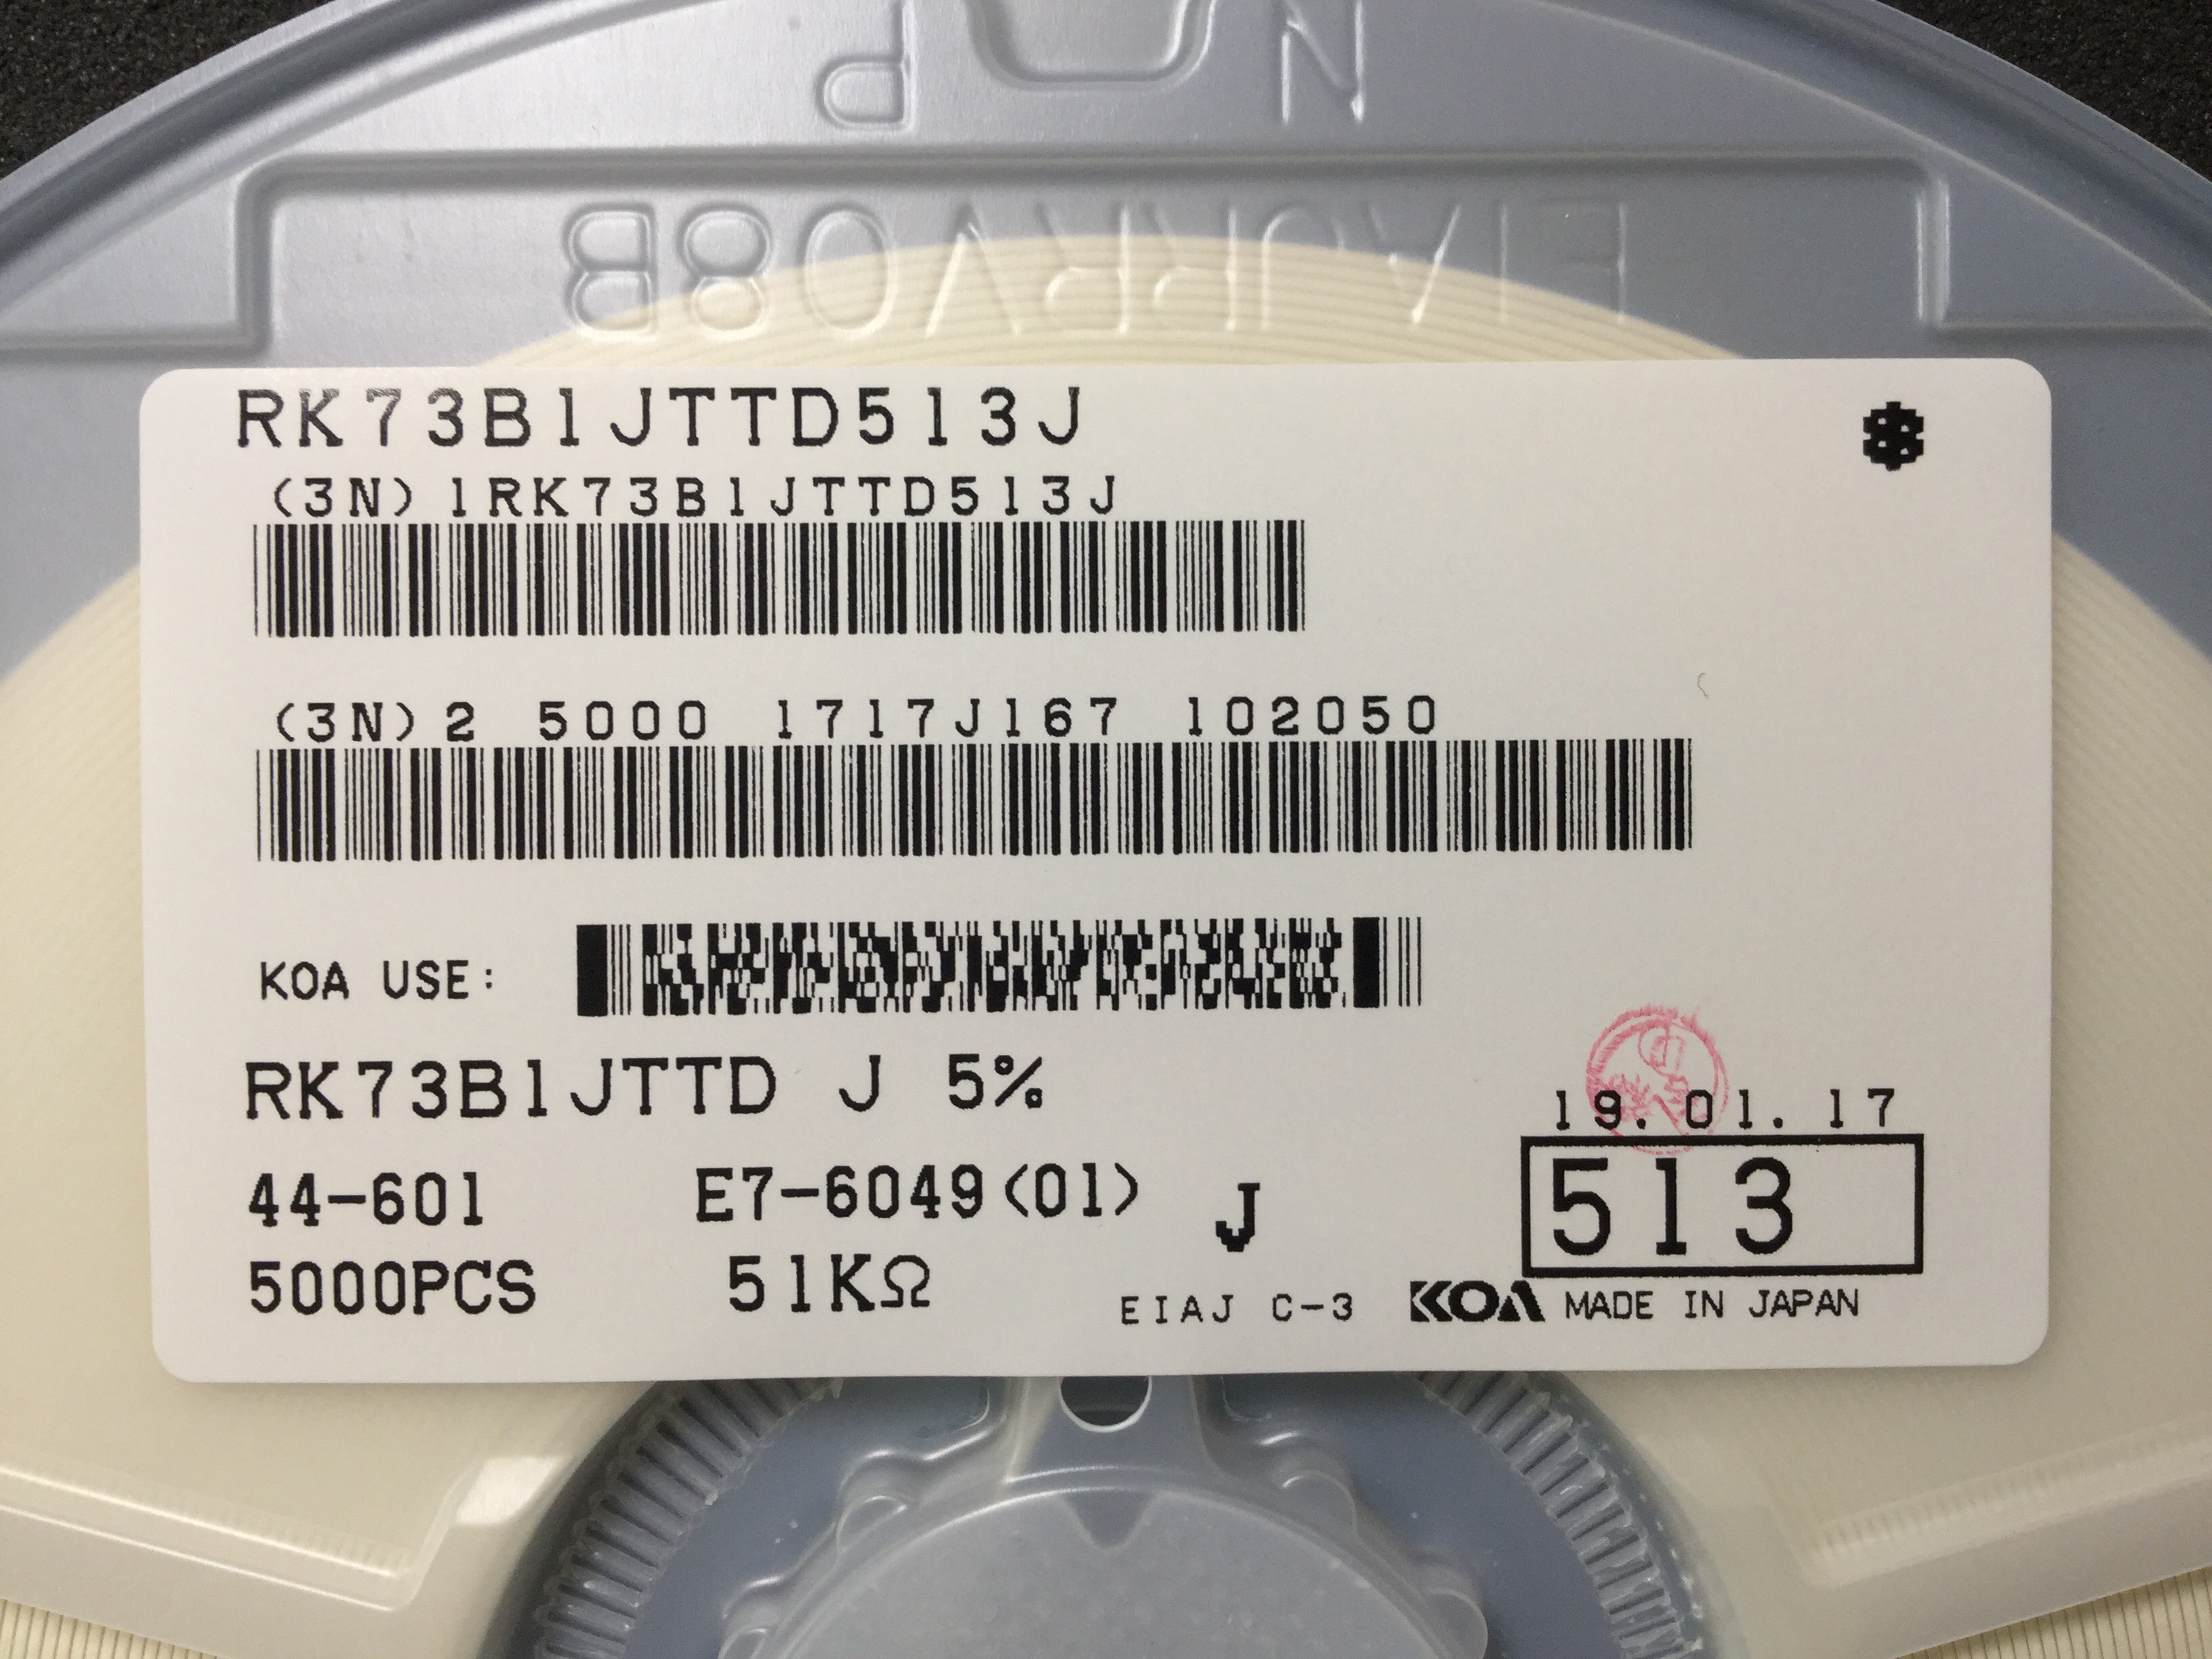 P N
EIAJRRV08B
RK73B1JTTD513J
(3N)1RK73B1JTTD513J
(3N)2 5000 1717J167 102050
KOA USE:
RK73B1JTTD J 5%
19.01.17
44-601 E7-6049(01) J 513
5000PCS 51KΩ EIAJ C-3 KOA MADE IN JAPAN